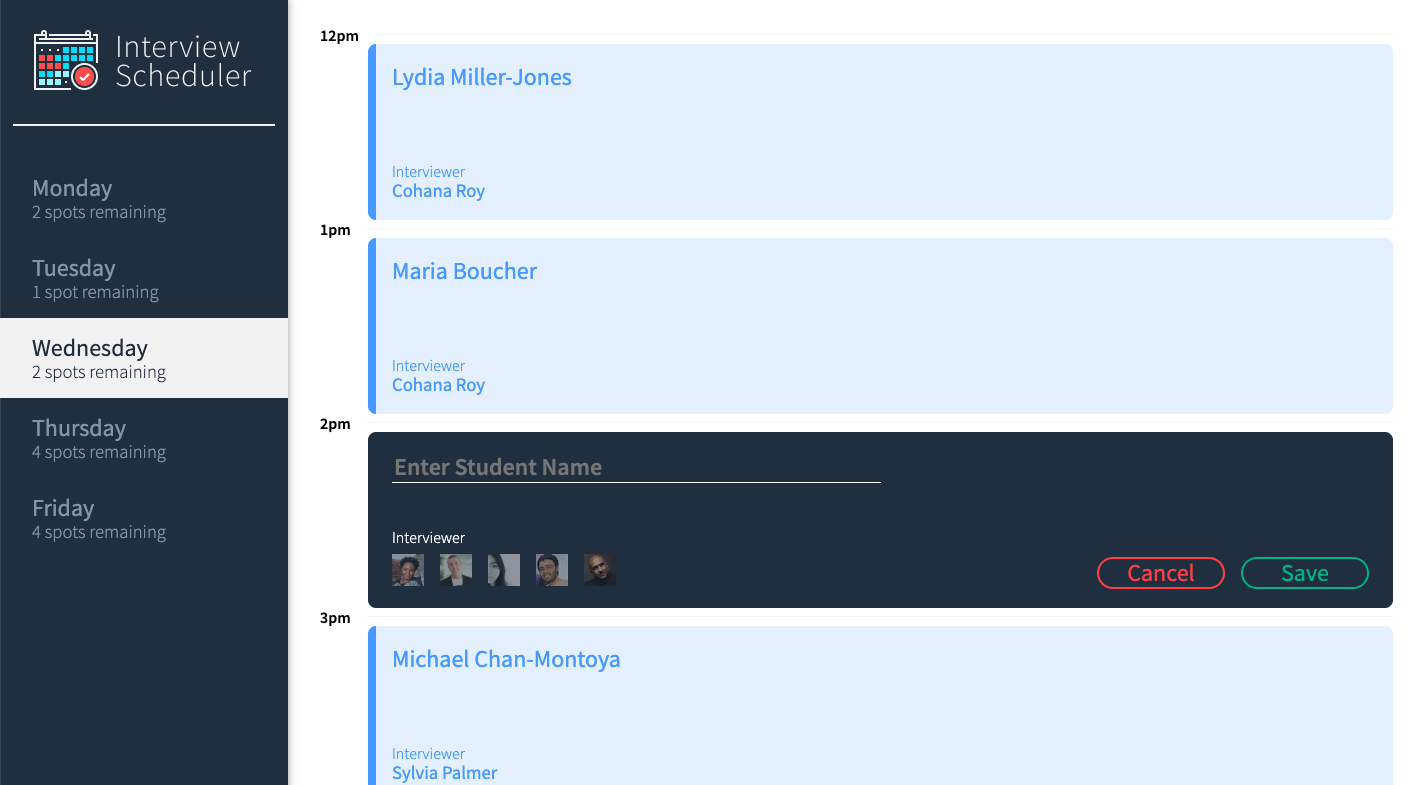 Interview
Scheduler
Monday
2 spots remaining
Tuesday
1 spot remaining
Wednesday
2 spots remaining
Thursday
4 spots remaining
Friday
4 spots remaining
12pm
Lydia Miller-Jones
Interviewer
Cohana Roy
1pm
Maria Boucher
Interviewer
Cohana Roy
2pm
Enter Student Name
Interviewer
Cancel Save
3pm
Michael Chan-Montoya
Interviewer
Sylvia Palmer